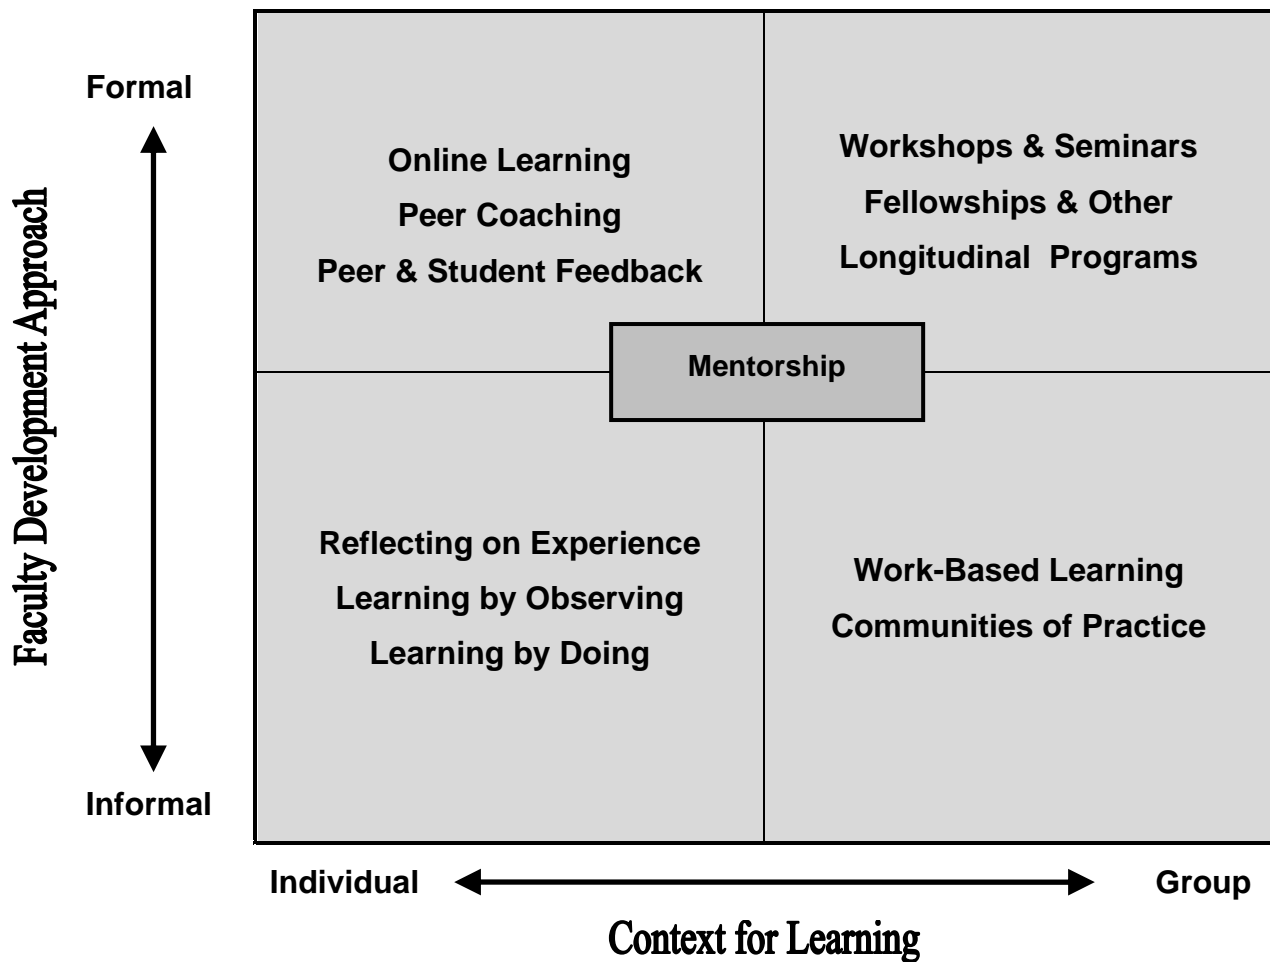 Formal
Faculty Development Approach
Informal
Online Learning
Peer Coaching
Peer & Student Feedback
Workshops & Seminars
Fellowships & Other
Longitudinal Programs
Mentorship
Reflecting on Experience
Learning by Observing
Learning by Doing
Work-Based Learning
Communities of Practice
Individual
Group
Context for Learning